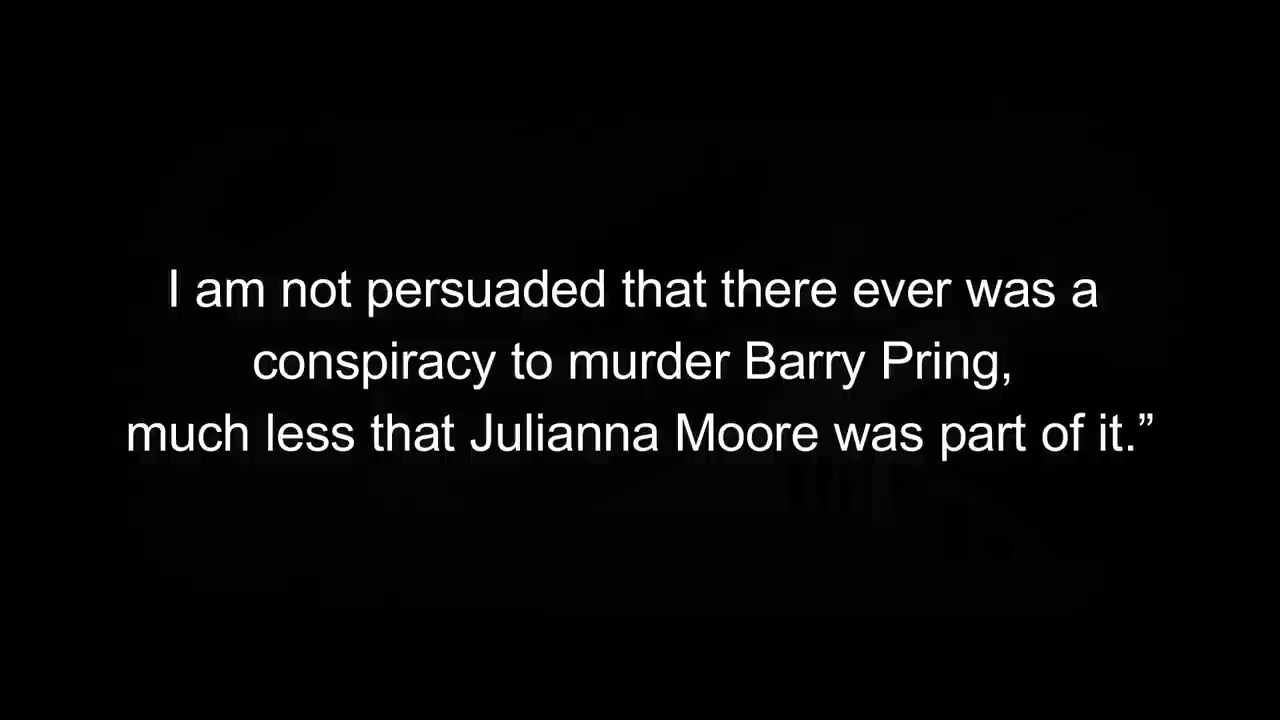 I am not persuaded that there ever was a
conspiracy to murder Barry Pring,
much less that Julianna Moore was part of it.”